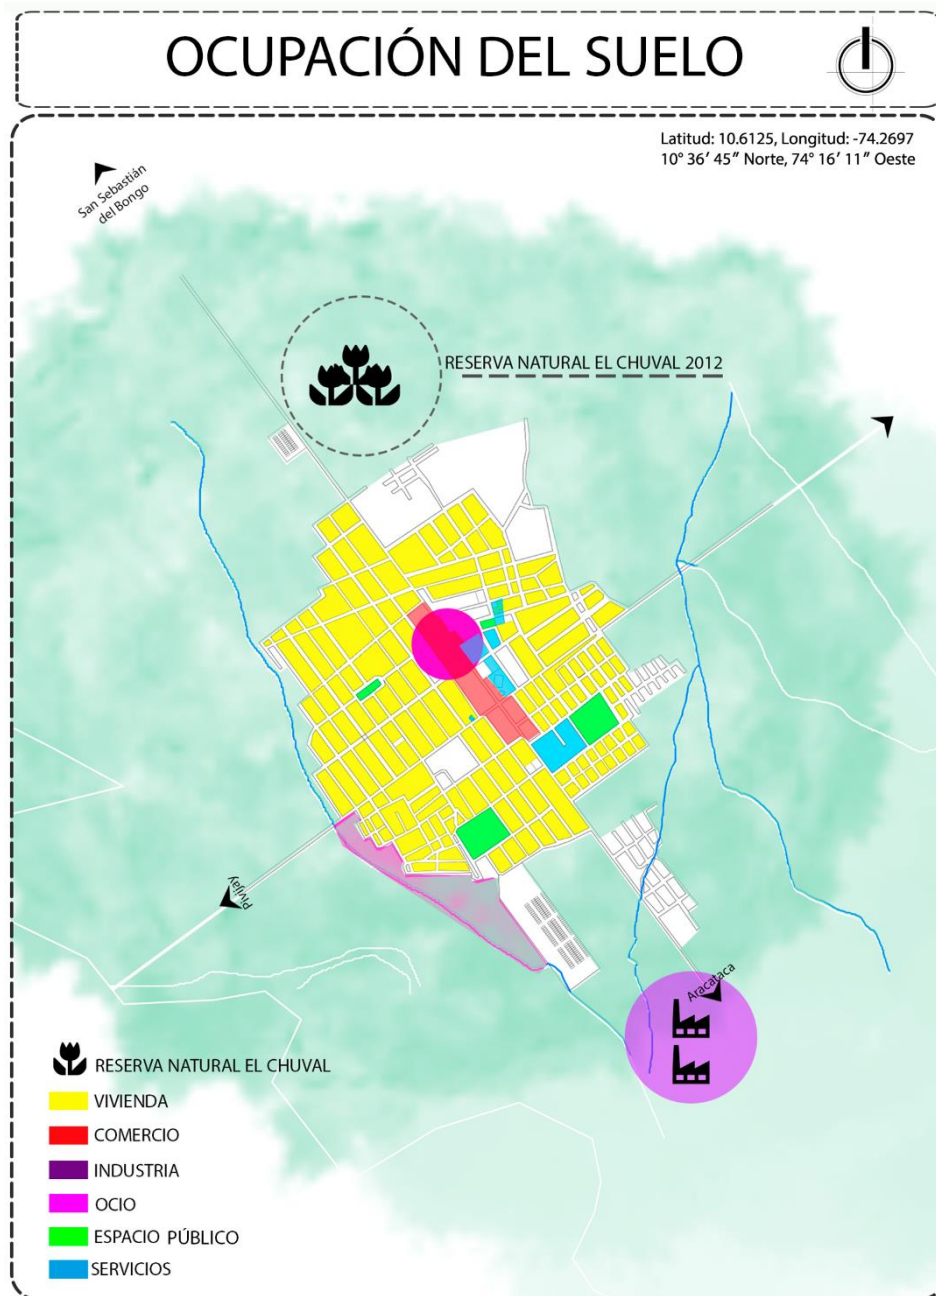 OCUPACIÓN DEL SUELO
Latitud: 10.6125, Longitud: -74.2697
10° 36′ 45″ Norte, 74° 16′ 11″ Oeste
San Sebastián
del Bongo
RESERVA NATURAL EL CHUVAL 2012
Pivijay
Aracataca
RESERVA NATURAL EL CHUVAL
VIVIENDA
COMERCIO
INDUSTRIA
OCIO
ESPACIO PÚBLICO
SERVICIOS